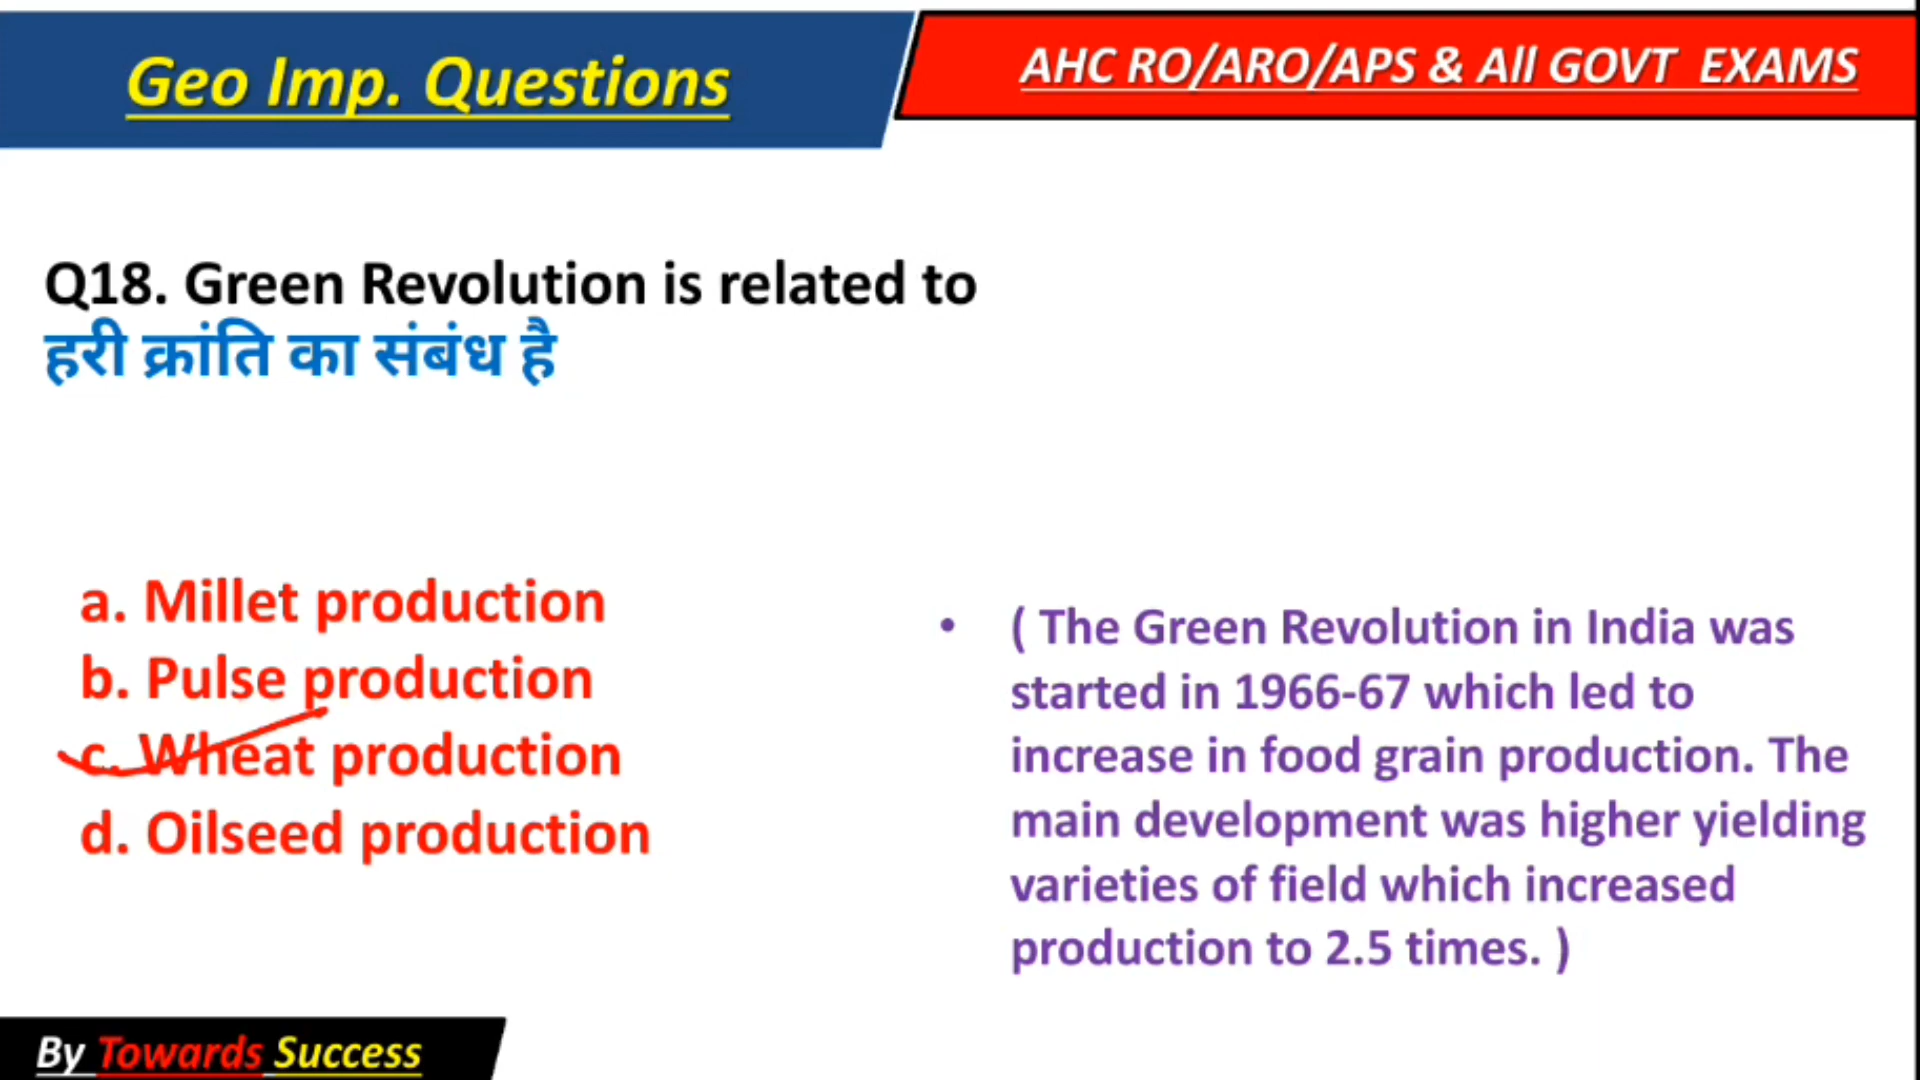 Geo Imp. Questions
AHC RO/ARO/APS & All GOVT EXAMS
Q18. Green Revolution is related to
हरी क्रांति का संबंध है
a. Millet production
b. Pulse production
c. Wheat production
d. Oilseed production
• ( The Green Revolution in India was
started in 1966-67 which led to
increase in food grain production. The
main development was higher yielding
varieties of field which increased
production to 2.5 times. )
By Towards Success